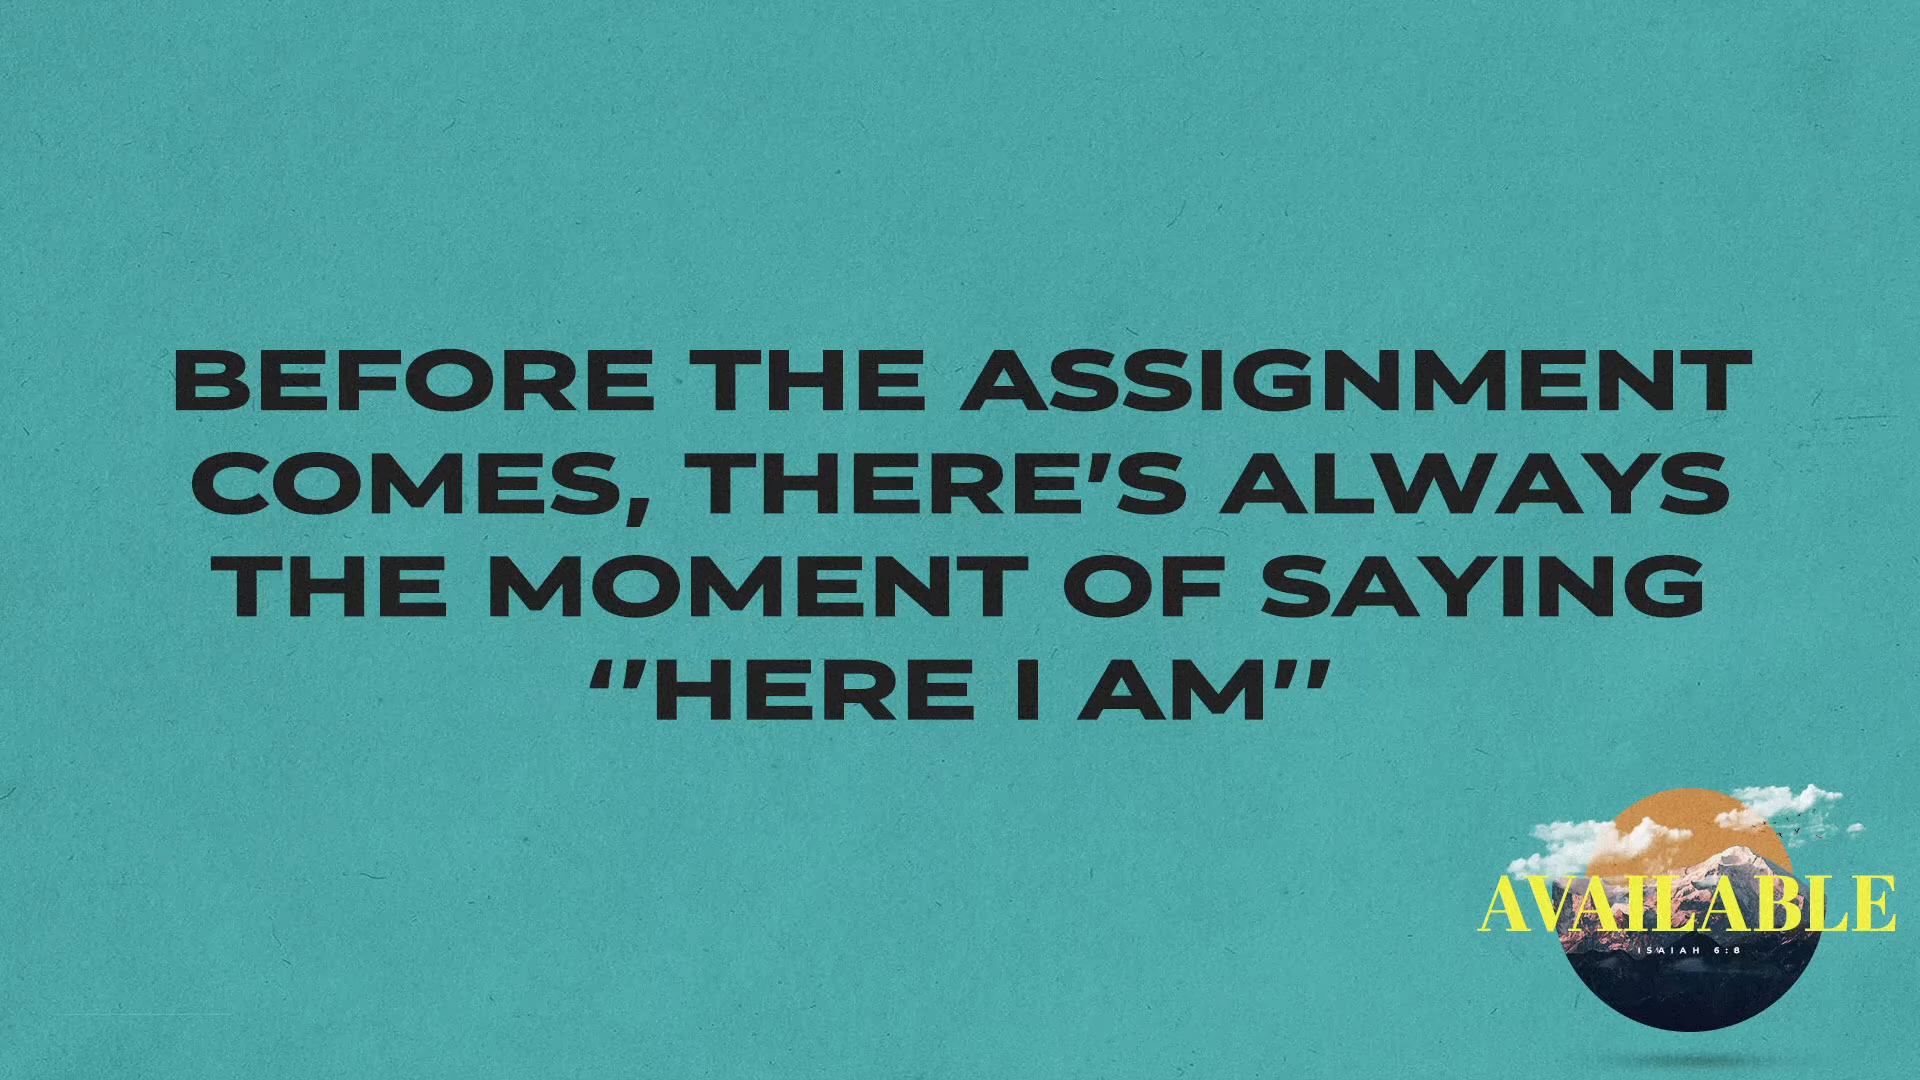 BEFORE THE ASSIGNMENT
COMES, THERE'S ALWAYS
THE MOMENT OF SAYING
‘’HERE I AM’’
AVAILABLE
ISAIAH 6:8